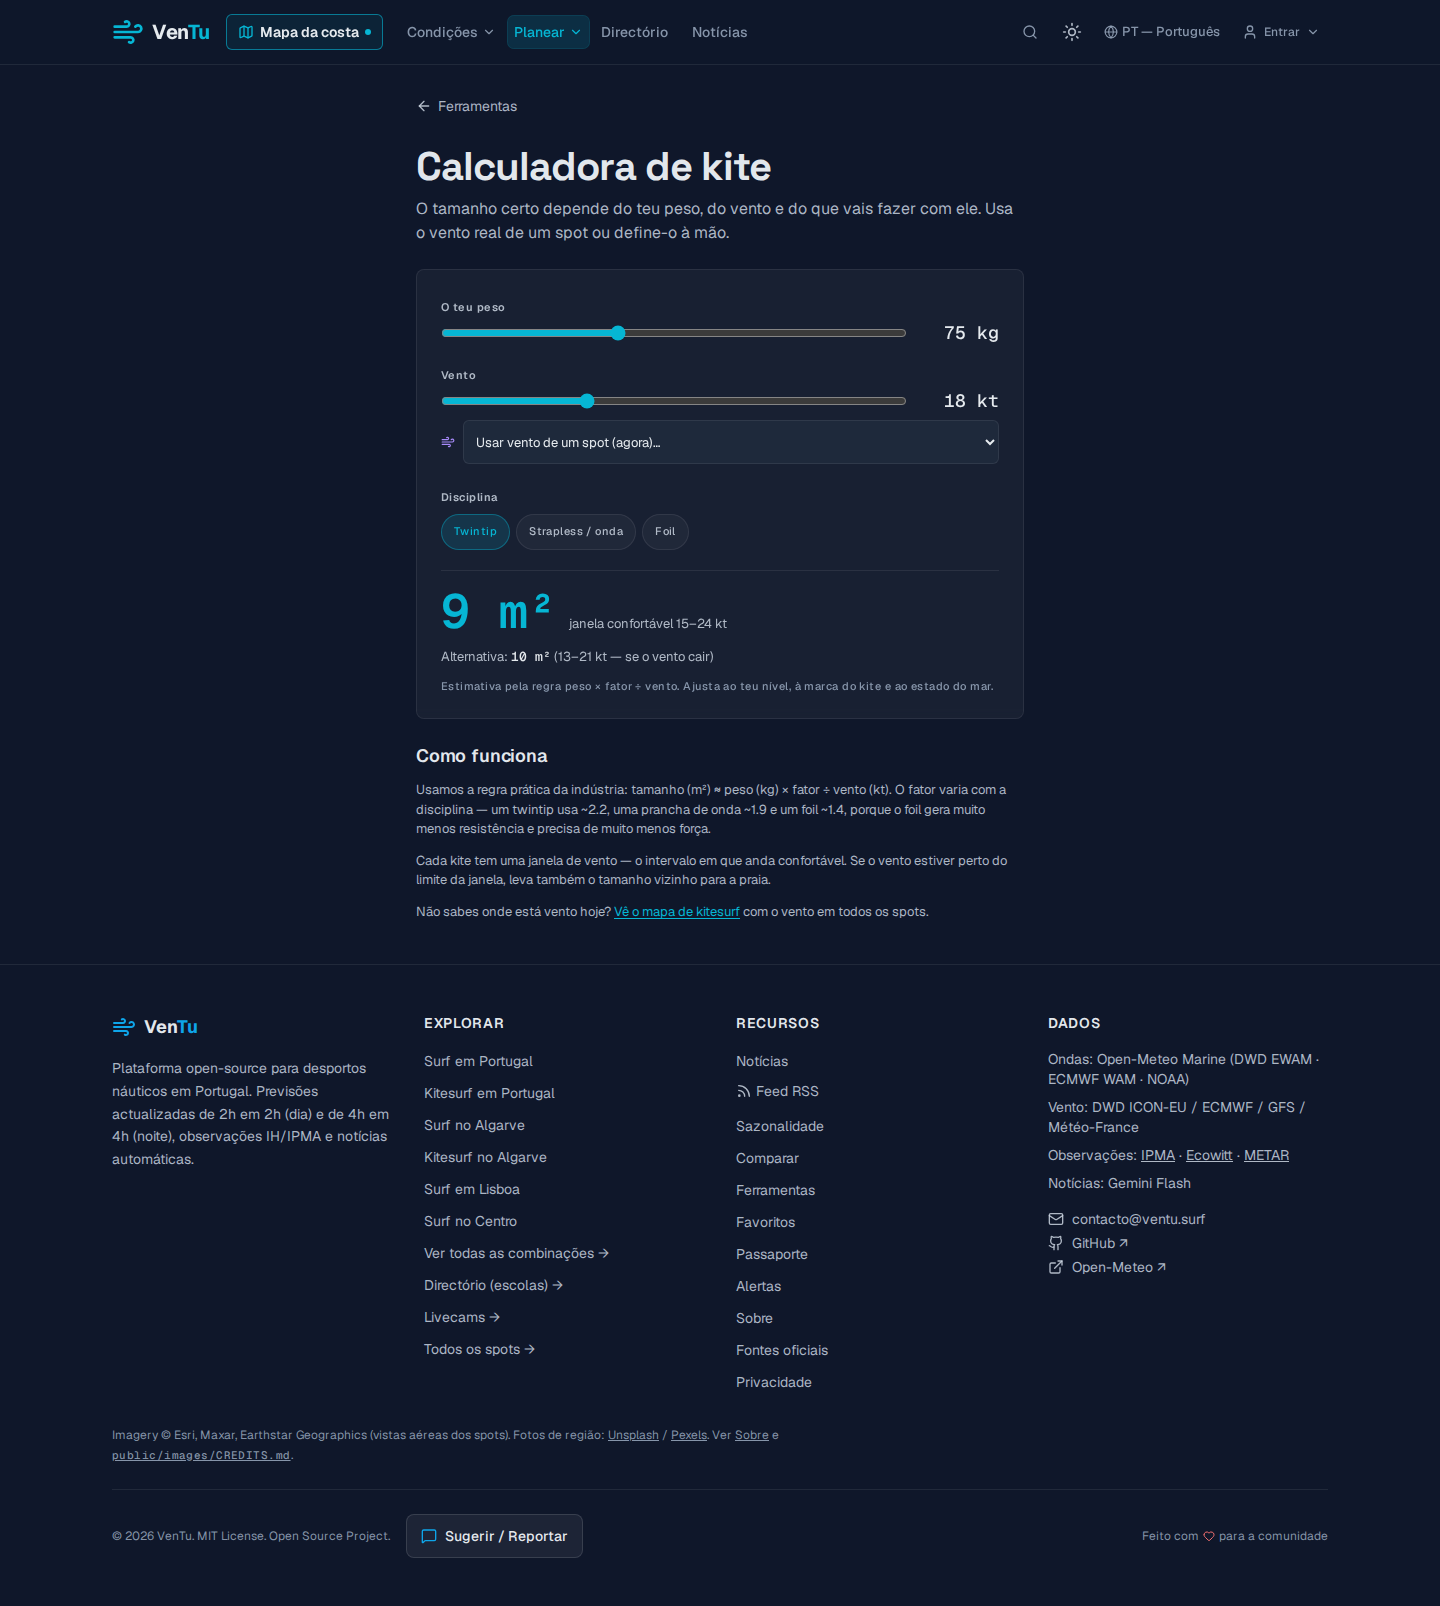 VenTu
Mapa da costa
Condições
Planear
Directório
Notícias
PT — Português
Entrar
Ferramentas
Calculadora de kite
O tamanho certo depende do teu peso, do vento e do que vais fazer com ele. Usa
o vento real de um spot ou define-o à mão.
O teu peso
75 kg
Vento
18 kt
Usar vento de um spot (agora)…
Disciplina
Twintip
Strapless / onda
Foil
9 m² janela confortável 15–24 kt
Alternativa: 10 m² (13–21 kt — se o vento cair)
Estimativa pela regra peso × fator ÷ vento. Ajusta ao teu nível, à marca do kite e ao estado do mar.
Como funciona
Usamos a regra prática da indústria: tamanho (m²) ≈ peso (kg) × fator ÷ vento (kt). O fator varia com a
disciplina — um twintip usa ~2.2, uma prancha de onda ~1.9 e um foil ~1.4, porque o foil gera muito
menos resistência e precisa de muito menos força.
Cada kite tem uma janela de vento — o intervalo em que anda confortável. Se o vento estiver perto do
limite da janela, leva também o tamanho vizinho para a praia.
Não sabes onde está vento hoje? Vê o mapa de kitesurf com o vento em todos os spots.
VenTu
Plataforma open-source para desportos
náuticos em Portugal. Previsões
actualizadas de 2h em 2h (dia) e de 4h em
4h (noite), observações IH/IPMA e notícias
automáticas.
EXPLORAR
Surf em Portugal
Kitesurf em Portugal
Surf no Algarve
Kitesurf no Algarve
Surf em Lisboa
Surf no Centro
Ver todas as combinações →
Directório (escolas) →
Livecams →
Todos os spots →
RECURSOS
Notícias
Feed RSS
Sazonalidade
Comparar
Ferramentas
Favoritos
Passaporte
Alertas
Sobre
Fontes oficiais
Privacidade
DADOS
Ondas: Open-Meteo Marine (DWD EWAM ·
ECMWF WAM · NOAA)
Vento: DWD ICON-EU / ECMWF / GFS /
Météo-France
Observações: IPMA · Ecowitt · METAR
Notícias: Gemini Flash
contacto@ventu.surf
GitHub ↗
Open-Meteo ↗
Imagery © Esri, Maxar, Earthstar Geographics (vistas aéreas dos spots). Fotos de região: Unsplash / Pexels. Ver Sobre e
public/images/CREDITS.md.
© 2026 VenTu. MIT License. Open Source Project.
Sugerir / Reportar
Feito com ♡ para a comunidade